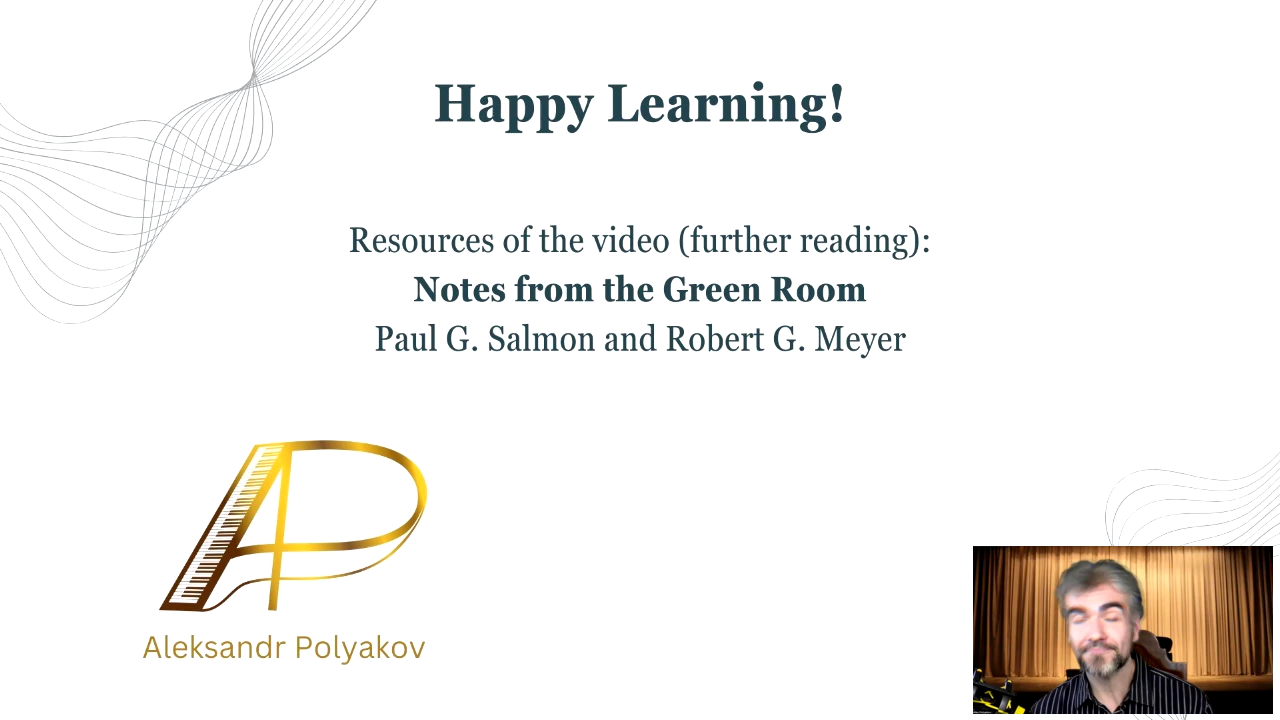 Happy Learning!
Resources of the video (further reading):
Notes from the Green Room
Paul G. Salmon and Robert G. Meyer
AP
Aleksandr Polyakov